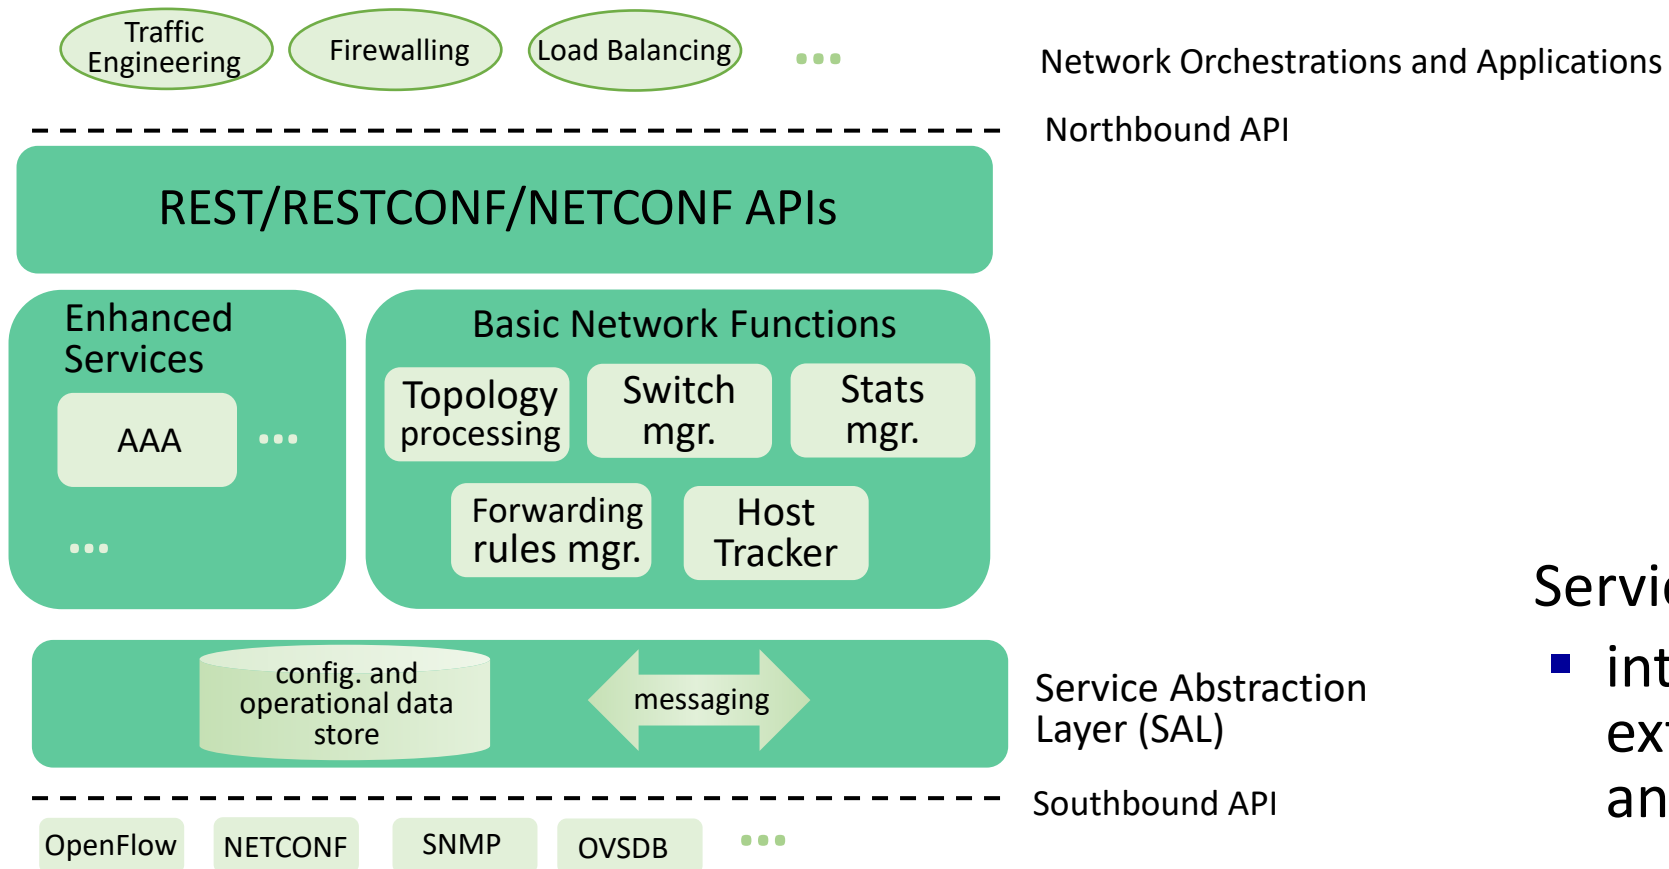 Traffic
Engineering
Firewalling
Load Balancing
...
Network Orchestrations and Applications
Northbound API
REST/RESTCONF/NETCONF APIs
Enhanced
Services
AAA
...
...
Basic Network Functions
Topology
processing
Switch
mgr.
Stats
mgr.
Forwarding
rules mgr.
Host
Tracker
config. and
operational data
store
messaging
Service Abstraction
Layer (SAL)
Southbound API
OpenFlow
NETCONF
SNMP
OVSDB
...